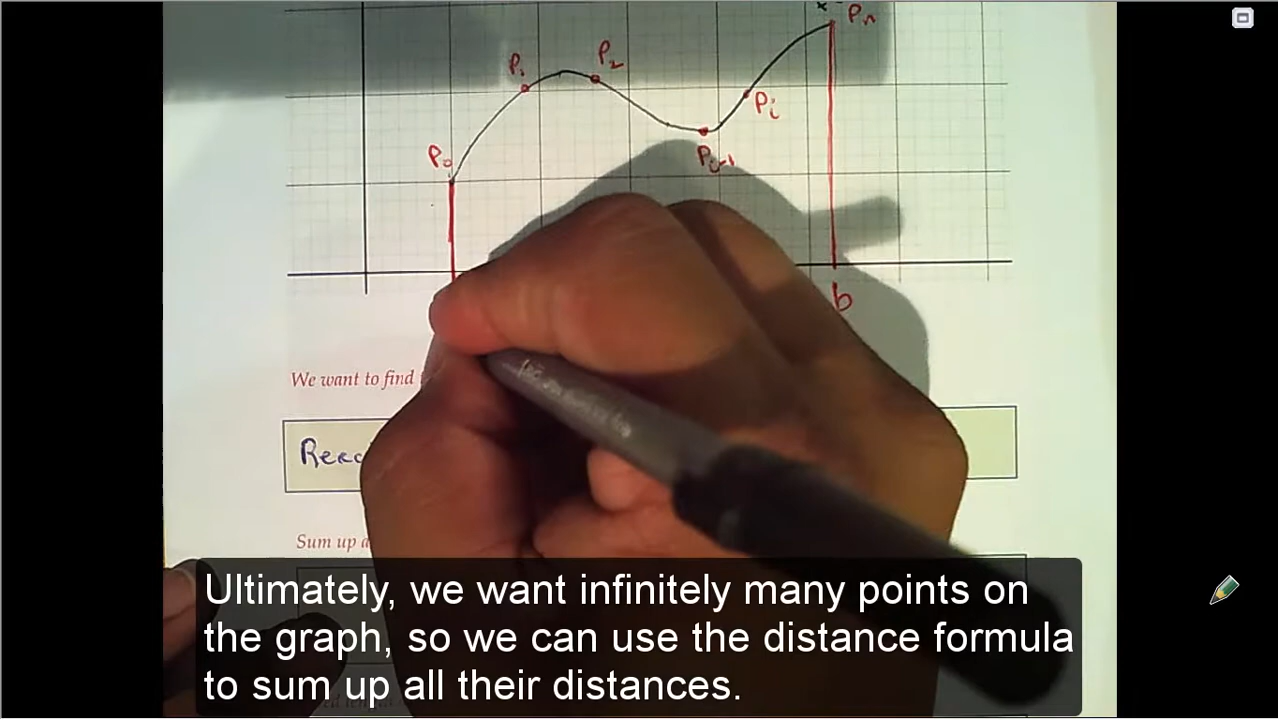 Pₙ
P₁
P₂
Pᵢ
P₀
Pᵢ₋₁
b
We want to find
Sum up
Ultimately, we want infinitely many points on
the graph, so we can use the distance formula
to sum up all their distances.